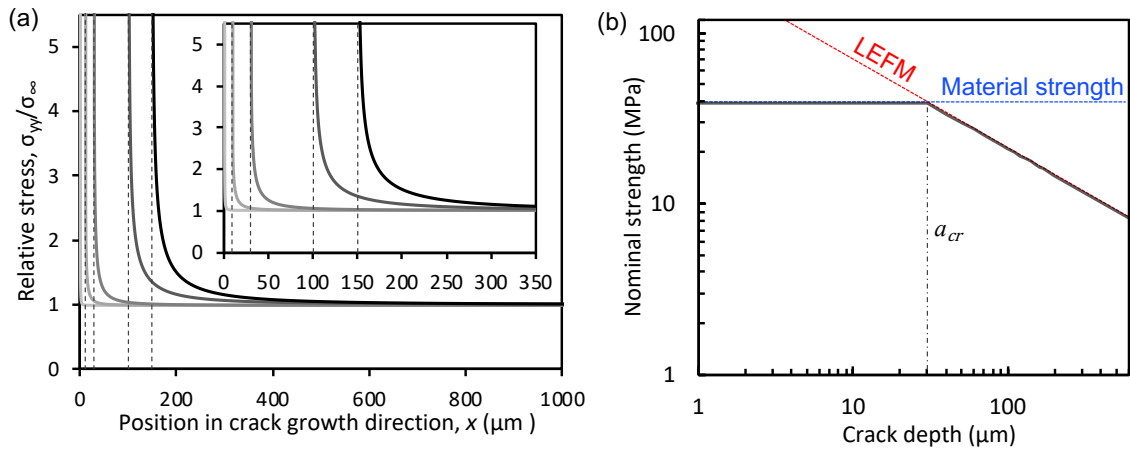 (a)
Relative stress, σyy/σ∞
5
4
3
2
1
0
0 200 400 600 800 1000
Position in crack growth direction, x (μm )
5
4
3
2
1
0
0 50 100 150 200 250 300 350
(b)
Nominal strength (MPa)
100
10
1
1 10 100
Crack depth (μm)
LEFM
Material strength
acr